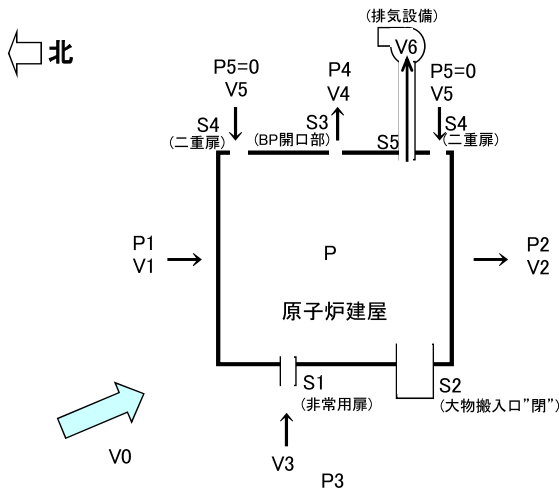 (排気設備)
北
V6
P5=0
V5
P4
V4
P5=0
V5
S4
(二重扉)
S3
(BP開口部)
S5
S4
(二重扉)
P1
V1
P
P2
V2
原子炉建屋
S1
(非常用扉)
S2
(大物搬入口”閉”)
V0
V3
P3